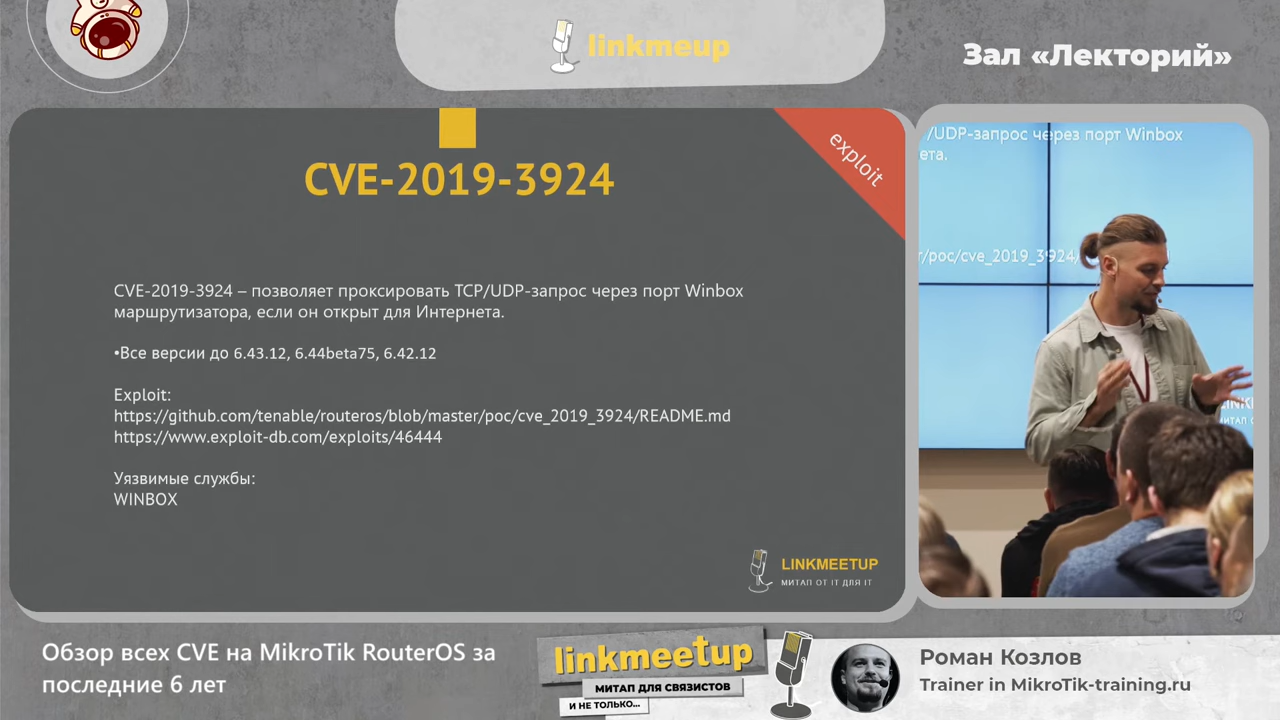 linkmeup
Зал «Лекторий»
exploit
CVE-2019-3924
CVE-2019-3924 – позволяет проксировать TCP/UDP-запрос через порт Winbox
маршрутизатора, если он открыт для Интернета.
•Все версии до 6.43.12, 6.44beta75, 6.42.12
Exploit:
https://github.com/tenable/routeros/blob/master/poc/cve_2019_3924/README.md
https://www.exploit-db.com/exploits/46444
Уязвимые службы:
WINBOX
LINKMEETUP
МИТАП ОТ IT ДЛЯ IT
/UDP-запрос через порт Winbox
ета.
r/poc/cve_2019_3924/
Обзор всех CVE на MikroTik RouterOS за
последние 6 лет
linkmeetup
МИТАП ДЛЯ СВЯЗИСТОВ
И НЕ ТОЛЬКО...
Роман Козлов
Trainer in MikroTik-training.ru